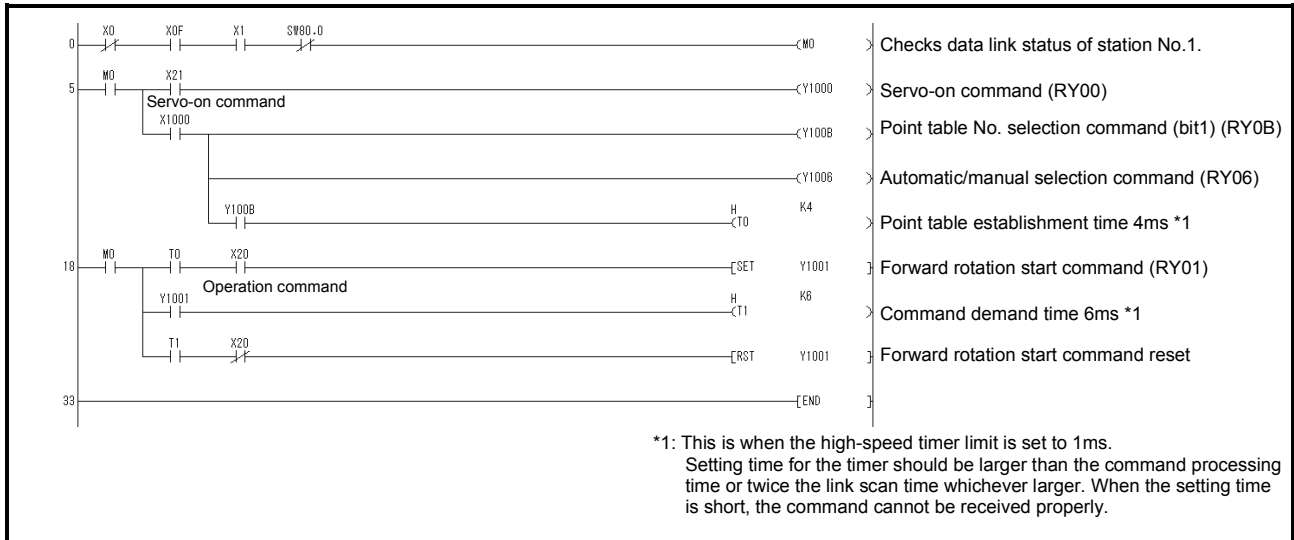 X0 X0F X1 SW80.0
0 (M0 ) Checks data link status of station No.1.
M0 X21
5 (Y1000 ) Servo-on command (RY00)
Servo-on command
X1000
(Y100B ) Point table No. selection command (bit1) (RY0B)
(Y1006 ) Automatic/manual selection command (RY06)
Y100B H K4
(T0 ) Point table establishment time 4ms *1
M0 T0 X20
18 [SET Y1001 ] Forward rotation start command (RY01)
Operation command
Y1001 H K6
(T1 ) Command demand time 6ms *1
T1 X20
[RST Y1001 ] Forward rotation start command reset
33 [END ]
*1: This is when the high-speed timer limit is set to 1ms.
Setting time for the timer should be larger than the command processing
time or twice the link scan time whichever larger. When the setting time
is short, the command cannot be received properly.